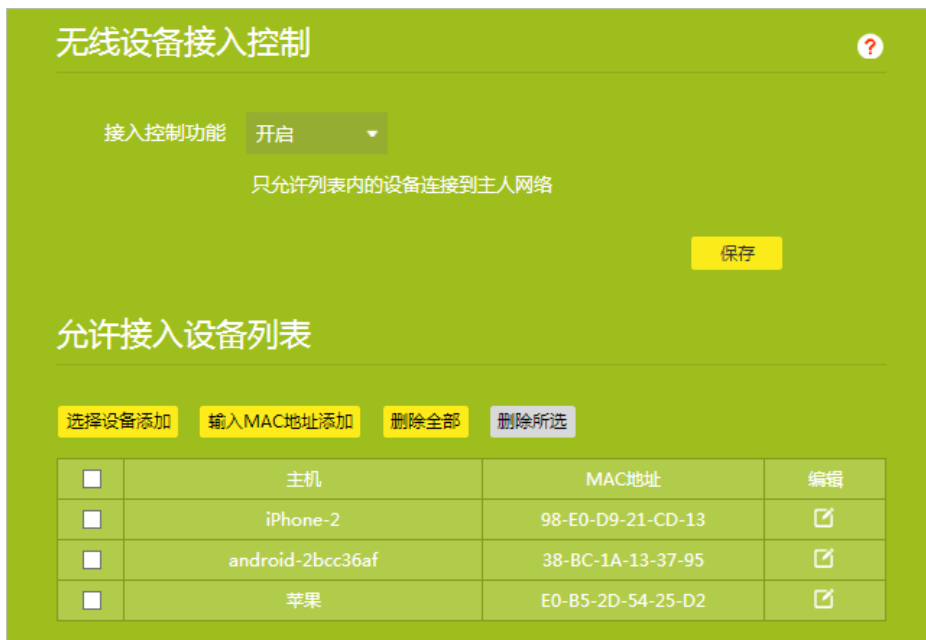 无线设备接入控制
?
接入控制功能 开启
只允许列表内的设备连接到主人网络
保存
允许接入设备列表
选择设备添加 输入MAC地址添加 删除全部 删除所选
主机 MAC地址 编辑
iPhone-2 98-E0-D9-21-CD-13
android-2bcc36af 38-BC-1A-13-37-95
苹果 E0-B5-2D-54-25-D2